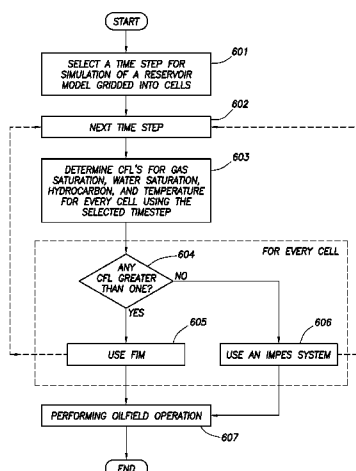 START
SELECT A TIME STEP FOR
SIMULATION OF A RESERVOIR
MODEL GRIDDED INTO CELLS
601
602
NEXT TIME STEP
603
DETERMINE CFL'S FOR GAS
SATURATION, WATER SATURATION,
HYDROCARBON, AND TEMPERATURE
FOR EVERY CELL USING THE
SELECTED TIMESTEP
FOR EVERY CELL
604
ANY
CFL GREATER
THAN ONE?
NO
YES
605
606
USE FIM
USE AN IMPES SYSTEM
PERFORMING OILFIELD OPERATION
607
END